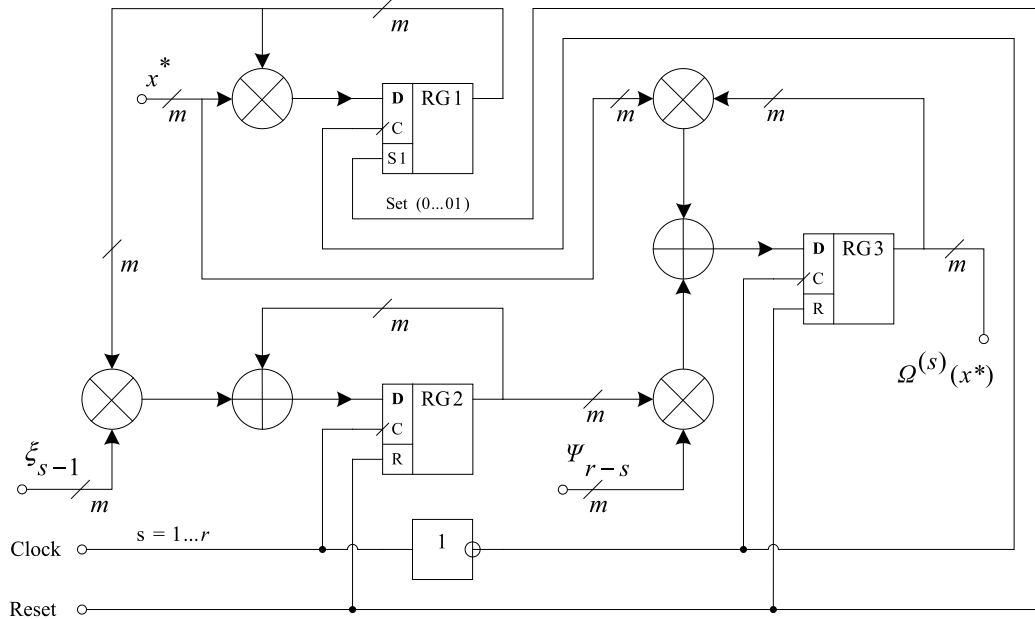 m
x*
m
D RG1
C
S1
m
m
Set (0...01)
m
D RG3
C
R
m
m
Ω(s)(x*)
D RG2
C
R
m
ξs−1
m
Ψr−s
m
Clock
s = 1...r
1
Reset